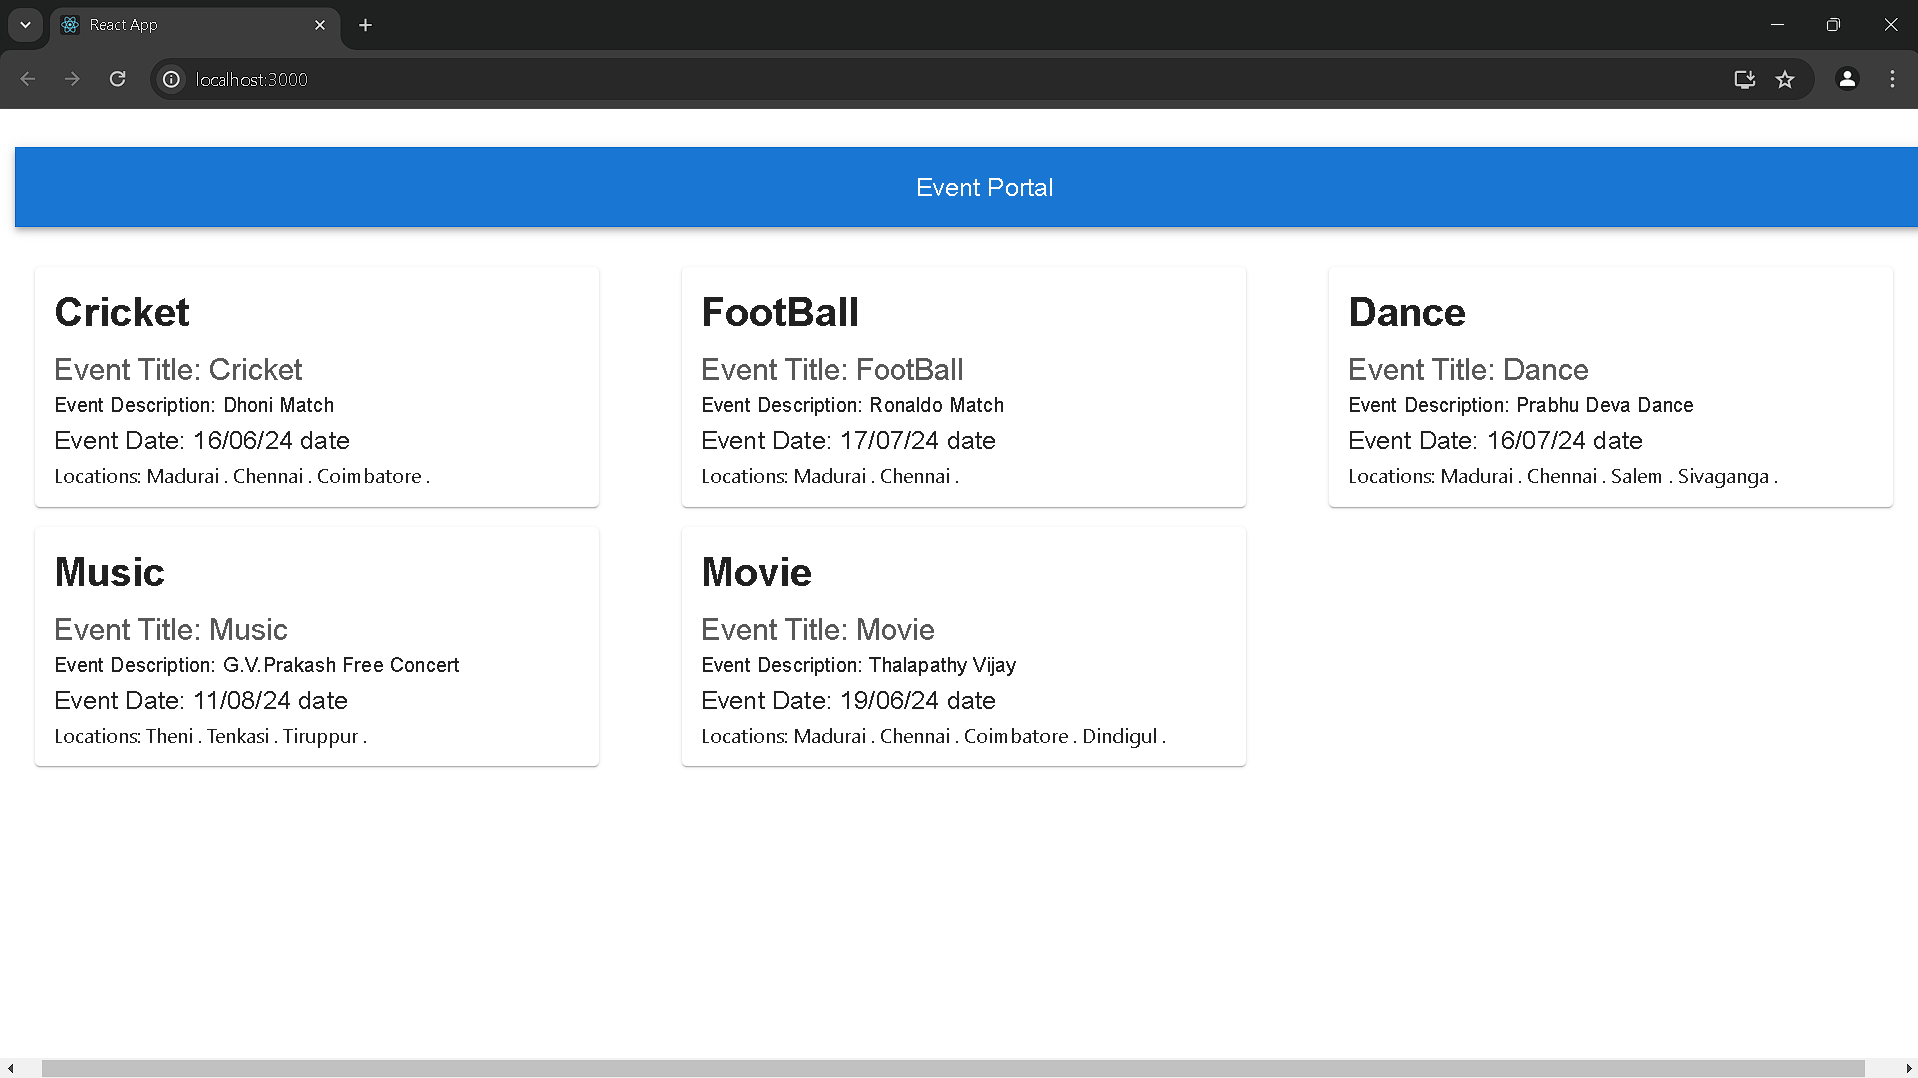 React App
localhost:3000
Event Portal
Cricket
Event Title: Cricket
Event Description: Dhoni Match
Event Date: 16/06/24 date
Locations: Madurai . Chennai . Coimbatore .
FootBall
Event Title: FootBall
Event Description: Ronaldo Match
Event Date: 17/07/24 date
Locations: Madurai . Chennai .
Dance
Event Title: Dance
Event Description: Prabhu Deva Dance
Event Date: 16/07/24 date
Locations: Madurai . Chennai . Salem . Sivaganga .
Music
Event Title: Music
Event Description: G.V.Prakash Free Concert
Event Date: 11/08/24 date
Locations: Theni . Tenkasi . Tiruppur .
Movie
Event Title: Movie
Event Description: Thalapathy Vijay
Event Date: 19/06/24 date
Locations: Madurai . Chennai . Coimbatore . Dindigul .